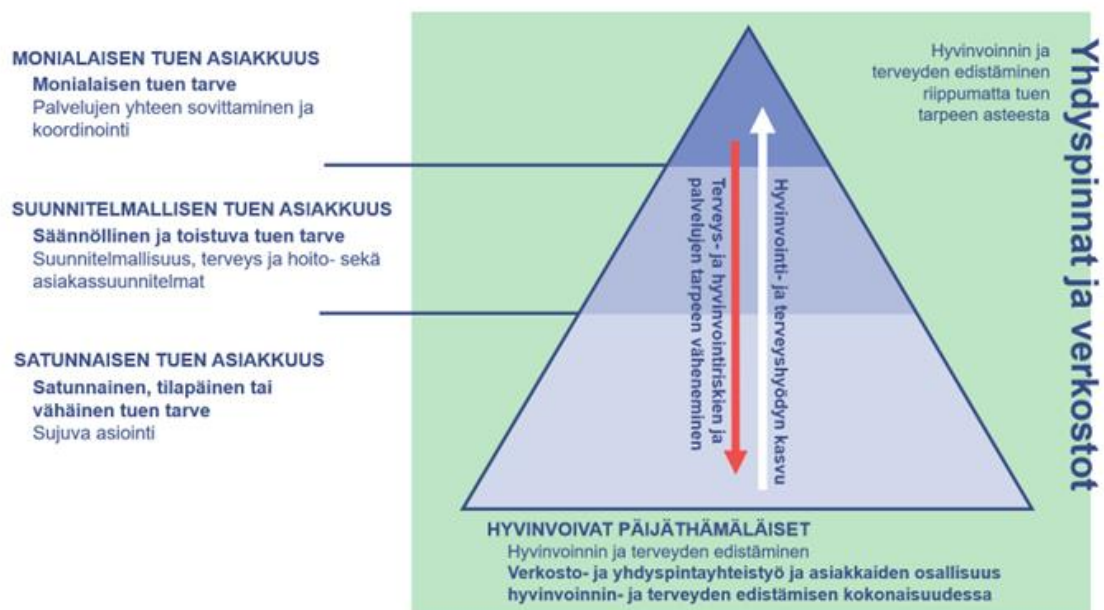 MONIALAISEN TUEN ASIAKKUUS
Monialaisen tuen tarve
Palvelujen yhteen sovittaminen ja
koordinointi
SUUNNITELMALLISEN TUEN ASIAKKUUS
Säännöllinen ja toistuva tuen tarve
Suunnitelmallisuus, terveys ja hoito- sekä
asiakassuunnitelmat
SATUNNAISEN TUEN ASIAKKUUS
Satunnainen, tilapäinen tai
vähäinen tuen tarve
Sujuva asiointi
Terveys- ja hyvinvointiriskien ja
palvelujen tarpeen väheneminen
Hyvinvointi- ja terveyshyödyn kasvu
Hyvinvoinnin ja
terveyden edistäminen
riippumatta tuen
tarpeen asteesta
Yhdyspinnat ja verkostot
HYVINVOIVAT PÄIJÄTHÄMÄLÄISET
Hyvinvoinnin ja terveyden edistäminen
Verkosto- ja yhdyspintayhteistyö ja asiakkaiden osallisuus
hyvinvoinnin- ja terveyden edistämisen kokonaisuudessa